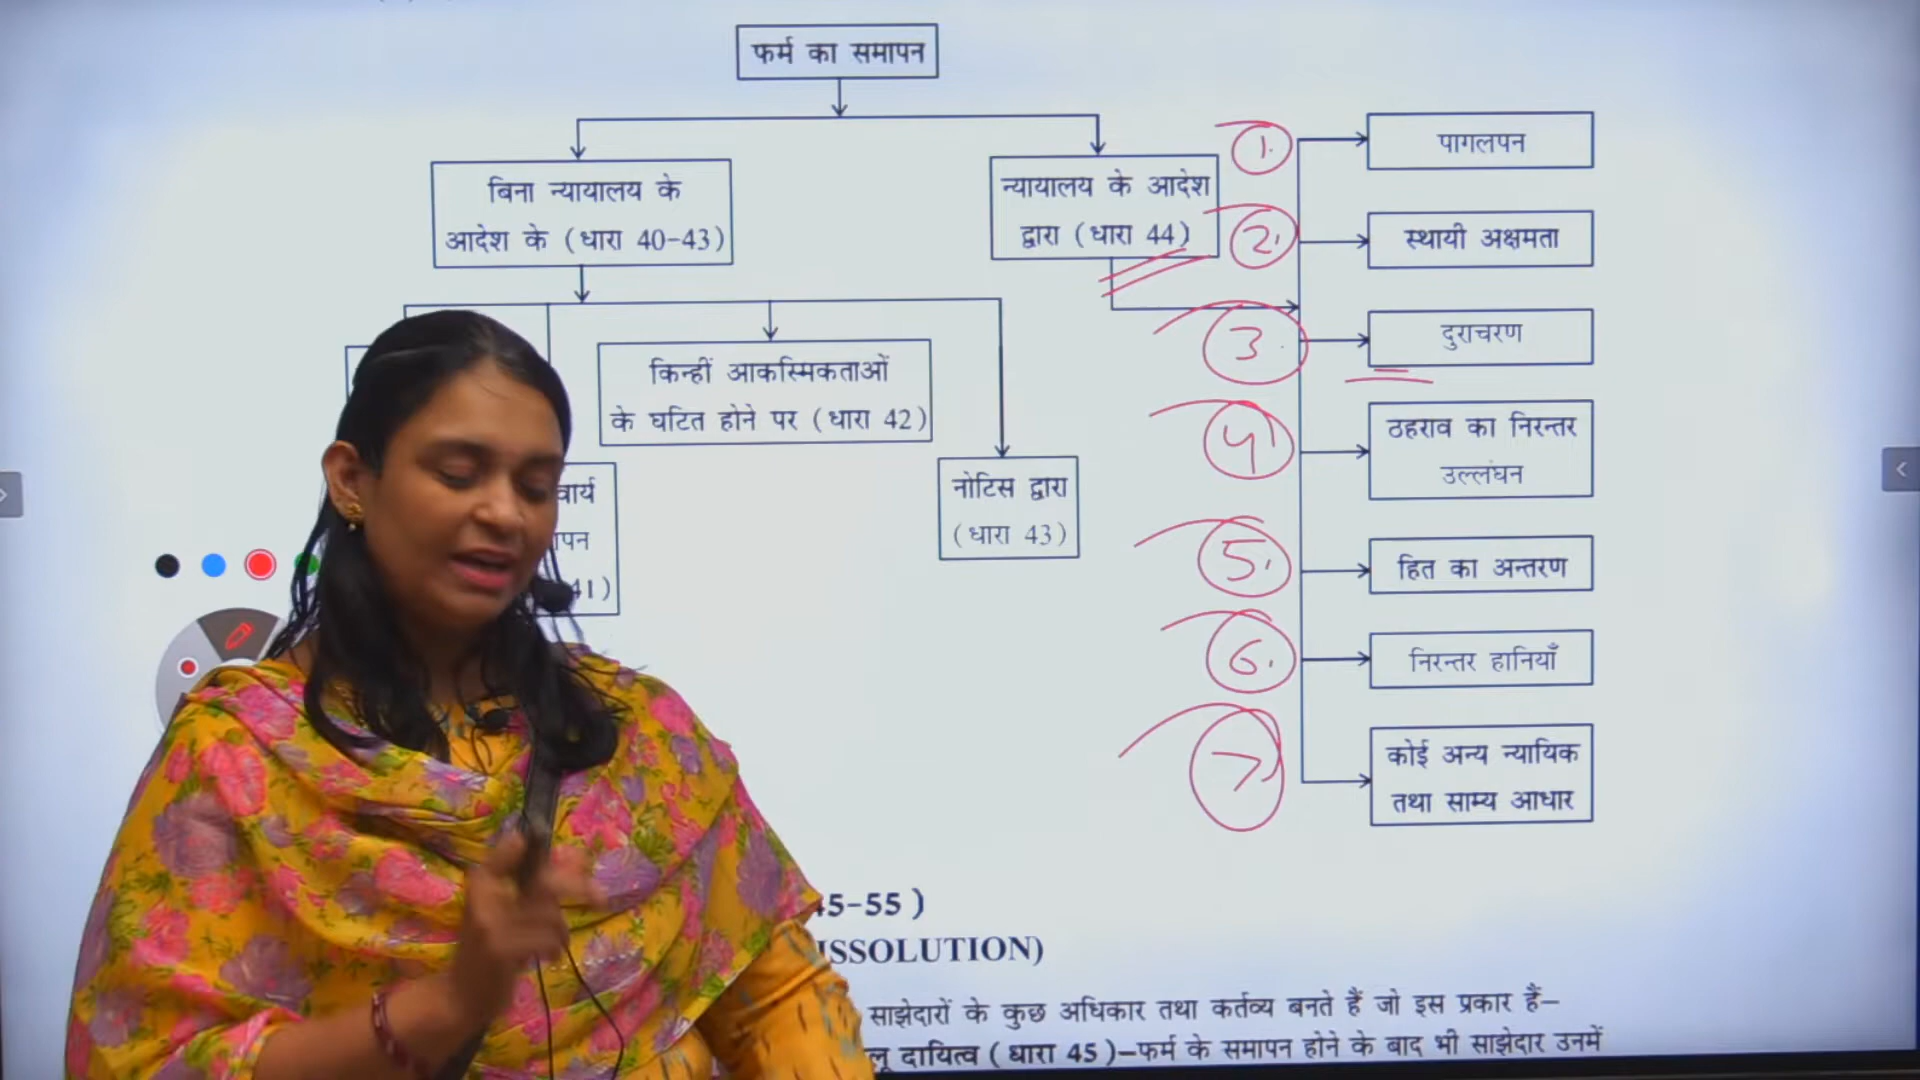 फर्म का समापन
बिना न्यायालय के
आदेश के (धारा 40-43)
न्यायालय के आदेश
द्वारा (धारा 44)
किन्हीं आकस्मिकताओं
के घटित होने पर (धारा 42)
नोटिस द्वारा
(धारा 43)
41)
1.
पागलपन
2.
स्थायी अक्षमता
3.
दुराचरण
4
ठहराव का निरन्तर
उल्लंघन
5.
हित का अन्तरण
6.
निरन्तर हानियाँ
7
कोई अन्य न्यायिक
तथा साम्य आधार
45-55 )
ISSOLUTION)
साझेदारों के कुछ अधिकार तथा कर्तव्य बनते हैं जो इस प्रकार हैं–
दायित्व ( धारा 45 )–फर्म के समापन होने के बाद भी साझेदार उनमें